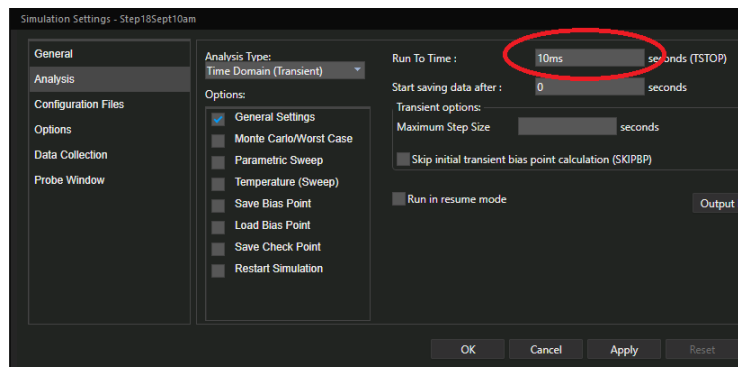 Simulation Settings - Step18Sept10am
General
Analysis
Configuration Files
Options
Data Collection
Probe Window
Analysis Type:
Time Domain (Transient)
Options:
General Settings
Monte Carlo/Worst Case
Parametric Sweep
Temperature (Sweep)
Save Bias Point
Load Bias Point
Save Check Point
Restart Simulation
Run To Time : 10ms seconds (TSTOP)
Start saving data after : 0 seconds
Transient options:
Maximum Step Size seconds
Skip initial transient bias point calculation (SKIPBP)
Run in resume mode
Output
OK Cancel Apply Reset